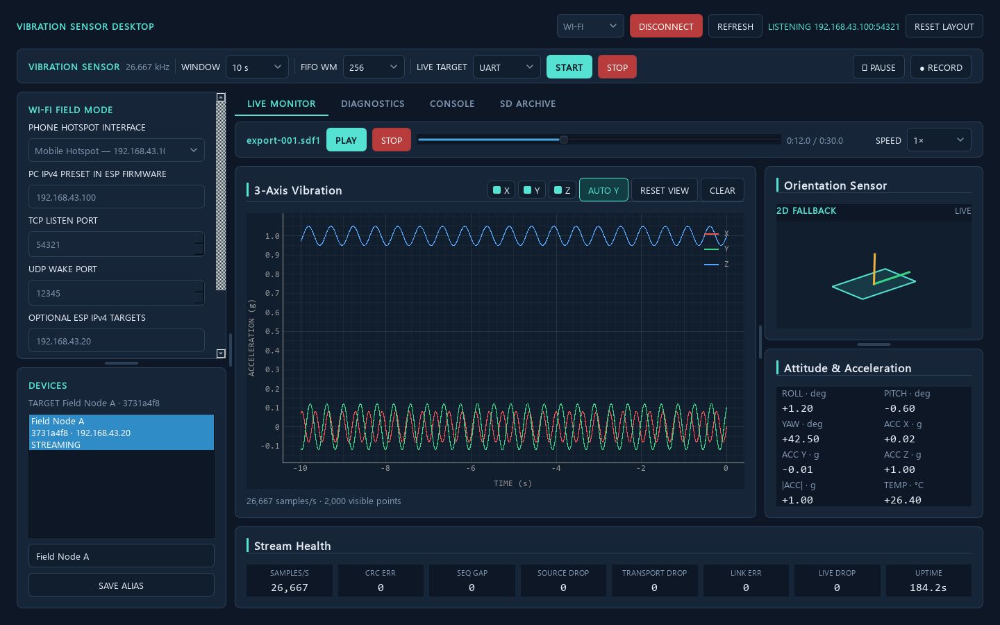 VIBRATION SENSOR DESKTOP
WI-FI
DISCONNECT
REFRESH
LISTENING 192.168.43.100:54321
RESET LAYOUT
VIBRATION SENSOR 26.667 kHz
WINDOW 10 s
FIFO WM 256
LIVE TARGET UART
START
STOP
PAUSE
● RECORD
WI-FI FIELD MODE
PHONE HOTSPOT INTERFACE
Mobile Hotspot — 192.168.43.1(
PC IPv4 PRESET IN ESP FIRMWARE
192.168.43.100
TCP LISTEN PORT
54321
UDP WAKE PORT
12345
OPTIONAL ESP IPv4 TARGETS
192.168.43.20
DEVICES
TARGET Field Node A · 3731a4f8
Field Node A
3731a4f8 · 192.168.43.20
STREAMING
Field Node A
SAVE ALIAS
LIVE MONITOR
DIAGNOSTICS
CONSOLE
SD ARCHIVE
export-001.sdf1
PLAY
STOP
0:12.0 / 0:30.0
SPEED 1×
3-Axis Vibration
X
Y
Z
AUTO Y
RESET VIEW
CLEAR
ACCELERATION (g)
1.0
0.9
0.8
0.7
0.6
0.5
0.4
0.3
0.2
0.1
0
-0.1
X
Y
Z
-10
-8
-6
-4
-2
0
TIME (s)
26,667 samples/s · 2,000 visible points
Orientation Sensor
2D FALLBACK
LIVE
Attitude & Acceleration
ROLL · deg PITCH · deg
+1.20 -0.60
YAW · deg ACC X · g
+42.50 +0.02
ACC Y · g ACC Z · g
-0.01 +1.00
|ACC| · g TEMP · °C
+1.00 +26.40
Stream Health
SAMPLES/S
26,667
CRC ERR
0
SEQ GAP
0
SOURCE DROP
0
TRANSPORT DROP
0
LINK ERR
0
LIVE DROP
0
UPTIME
184.2s